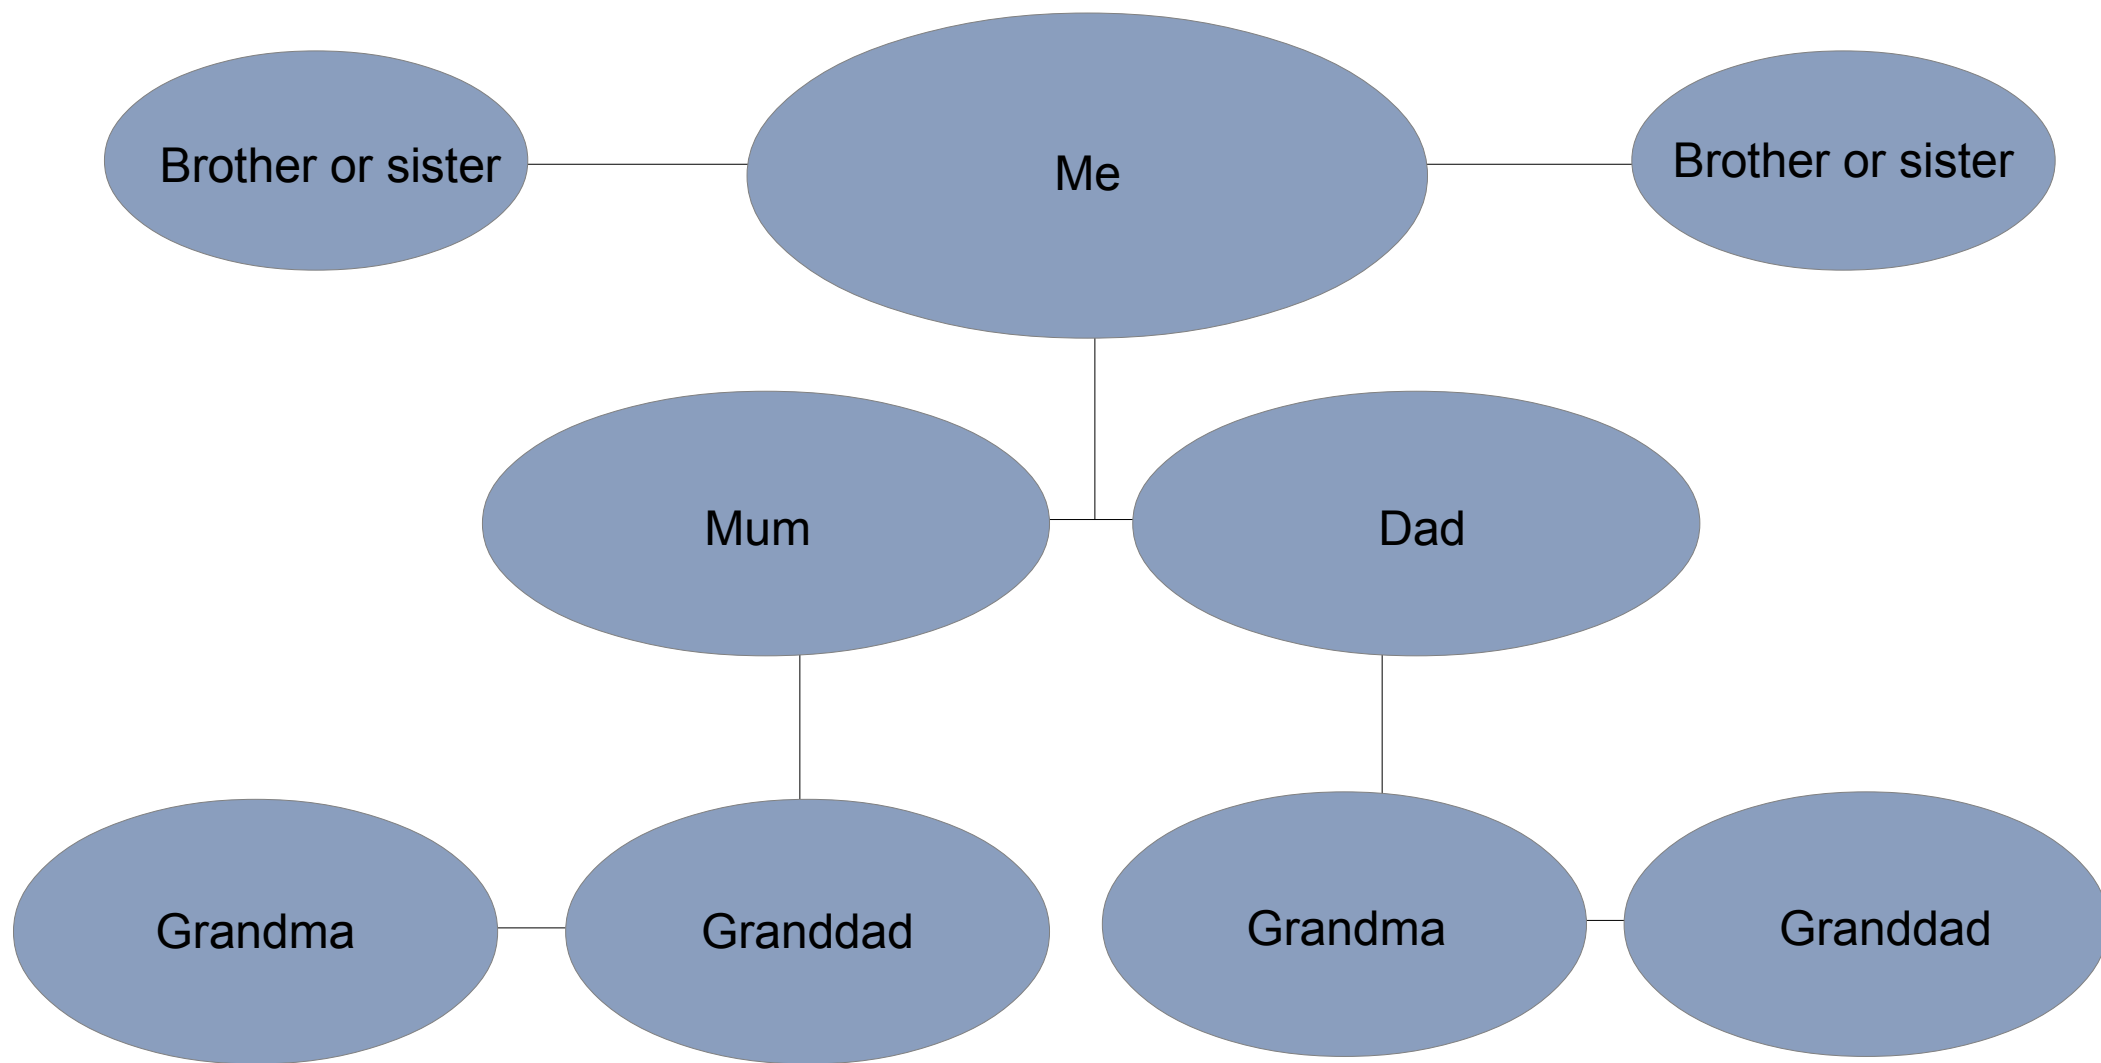 Brother or sister
Me
Brother or sister
Mum
Dad
Grandma
Granddad
Grandma
Granddad